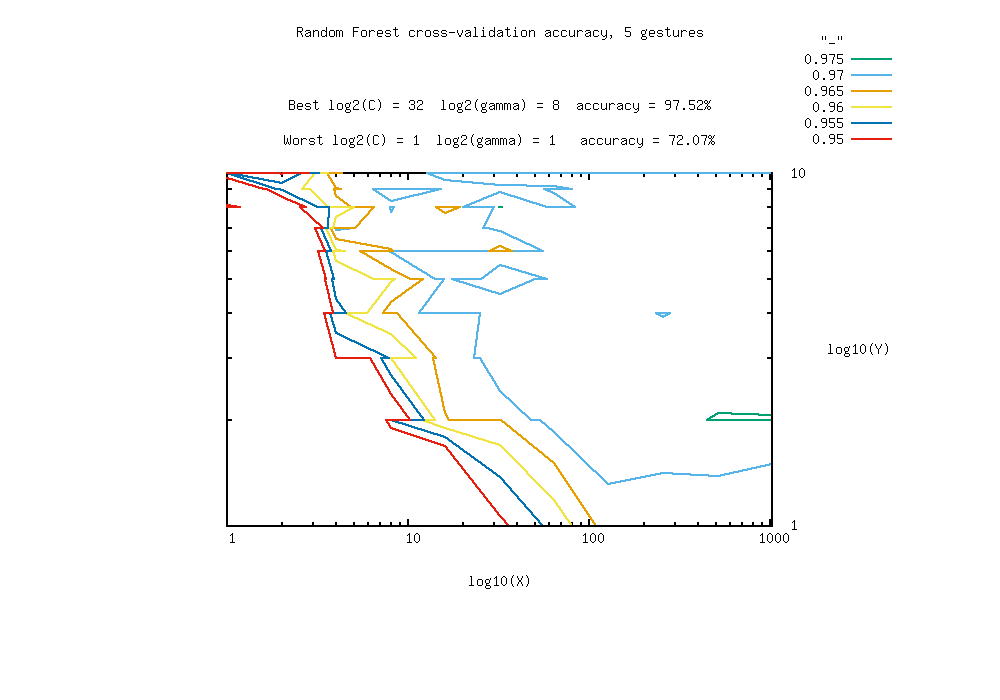 Random Forest cross-validation accuracy, 5 gestures
"_"
0.975
0.97
0.965
0.96
0.955
0.95
Best log2(C) = 32  log2(gamma) = 8  accuracy = 97.52%
Worst log2(C) = 1  log2(gamma) = 1   accuracy = 72.07%
10
log10(Y)
1
1 10 100 1000
log10(X)